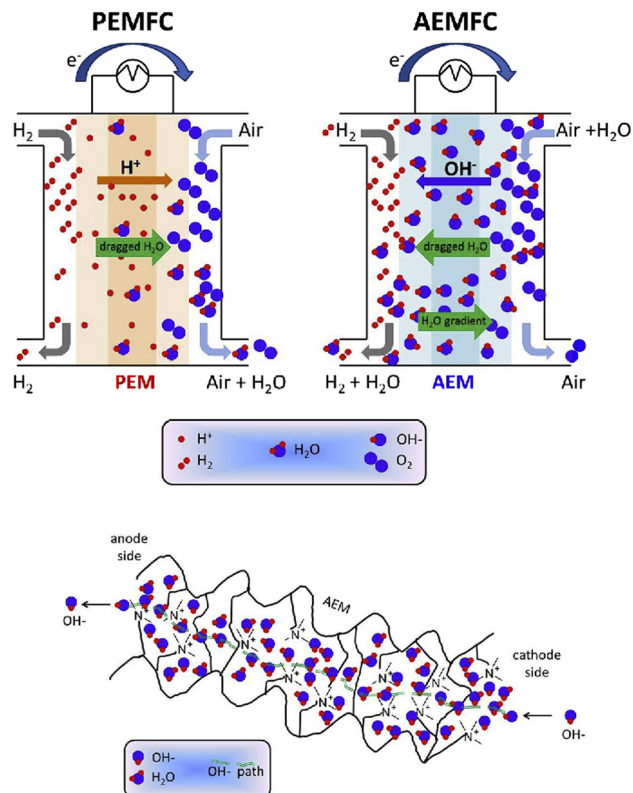 PEMFC
AEMFC
e-
e-
H2
Air
H2
Air +H2O
H+
OH-
dragged H2O
dragged H2O
H2O gradient
H2
PEM
Air + H2O
H2 + H2O
AEM
Air
H+
H2
H2O
OH-
O2
anode
side
AEM
OH-
N+
N+
N+
N+
N+
N+
N+
N+
N+
N+
N+
N+
cathode
side
OH-
OH-
H2O
OH- path